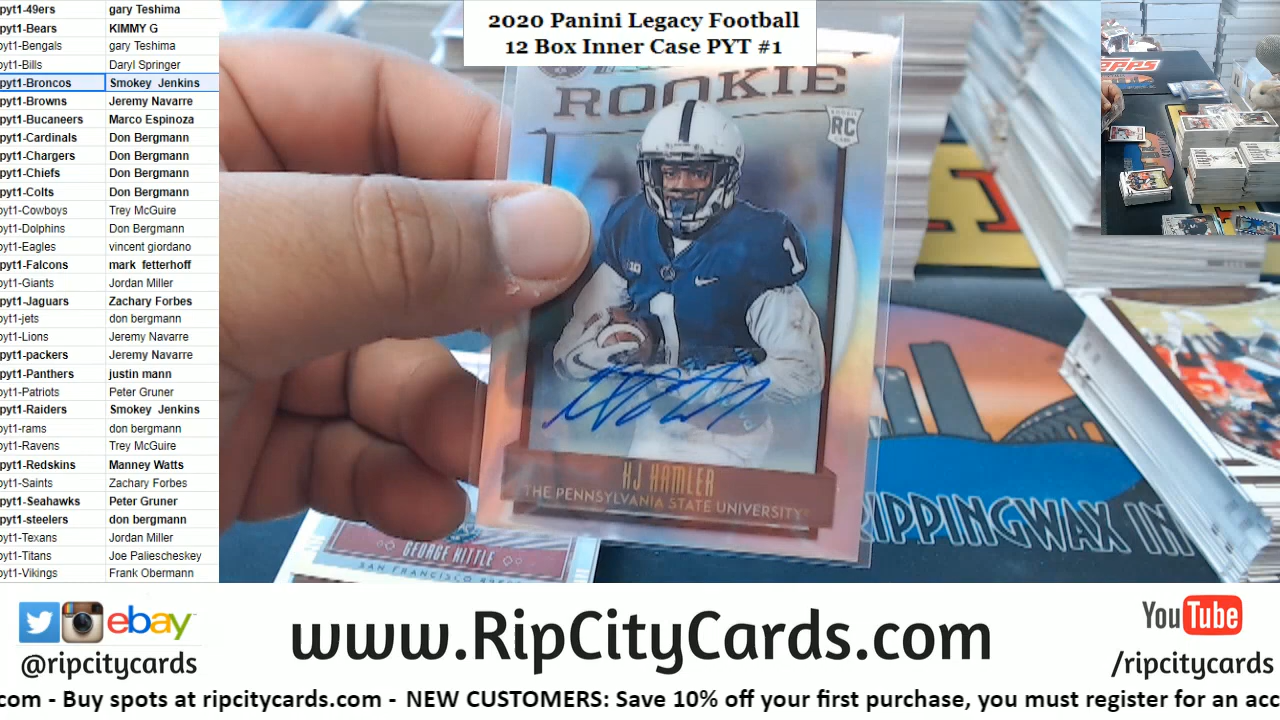 2020 Panini Legacy Football
12 Box Inner Case PYT #1
pyt1-49ers gary Teshima
pyt1-Bears KIMMY G
pyt1-Bengals gary Teshima
pyt1-Bills Daryl Springer
pyt1-Broncos Smokey Jenkins
pyt1-Browns Jeremy Navarre
pyt1-Bucaneers Marco Espinoza
pyt1-Cardinals Don Bergmann
pyt1-Chargers Don Bergmann
pyt1-Chiefs Don Bergmann
pyt1-Colts Don Bergmann
pyt1-Cowboys Trey McGuire
pyt1-Dolphins Don Bergmann
pyt1-Eagles vincent giordano
pyt1-Falcons mark fetterhoff
pyt1-Giants Jordan Miller
pyt1-Jaguars Zachary Forbes
pyt1-jets don bergmann
pyt1-Lions Jeremy Navarre
pyt1-packers Jeremy Navarre
pyt1-Panthers justin mann
pyt1-Patriots Peter Gruner
pyt1-Raiders Smokey Jenkins
pyt1-rams don bergmann
pyt1-Ravens Trey McGuire
pyt1-Redskins Manney Watts
pyt1-Saints Zachary Forbes
pyt1-Seahawks Peter Gruner
pyt1-steelers don bergmann
pyt1-Texans Jordan Miller
pyt1-Titans Joe Paliescheskey
pyt1-Vikings Frank Obermann
ROOKIE
RC
1
1
KJ HAMLER
THE PENNSYLVANIA STATE UNIVERSITY
GEORGE KITTLE
SAN FRANCISCO
RIPPINGWAX IN
TOPPS
ebay
@ripcitycards
www.RipCityCards.com
YouTube
/ripcitycards
.com - Buy spots at ripcitycards.com - NEW CUSTOMERS: Save 10% off your first purchase, you must register for an acc